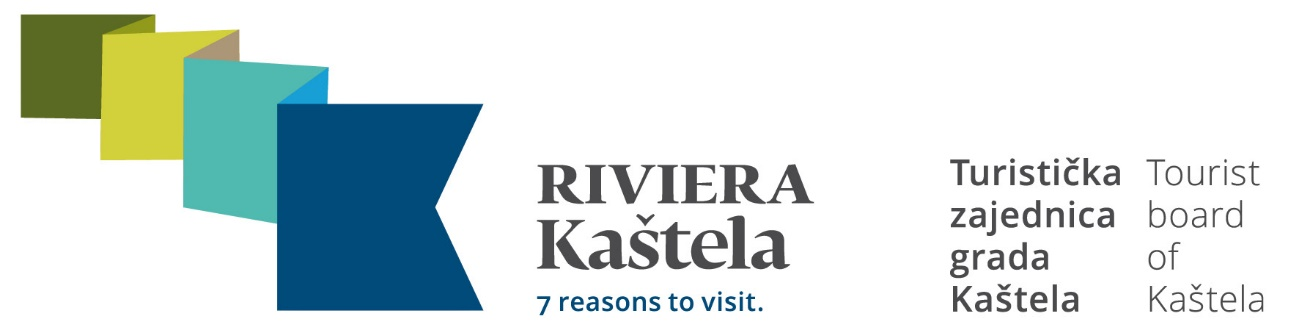 RIVIERA
Kaštela
7 reasons to visit.
Turistička
zajednica
grada
Kaštela
Tourist
board
of
Kaštela